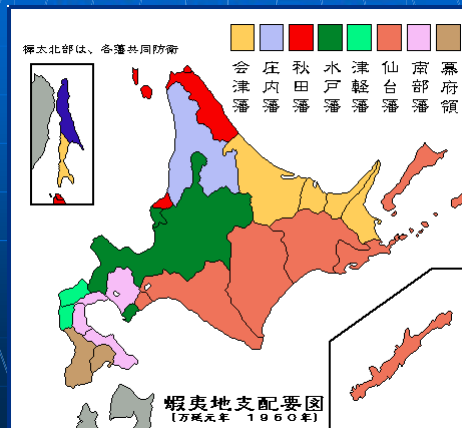 樺太北部は、各藩共同防衛
会津藩 庄内藩 秋田藩 水戸藩 津軽藩 仙台藩 南部藩 幕府領
蝦夷地支配要図
(万延元年 1960年)